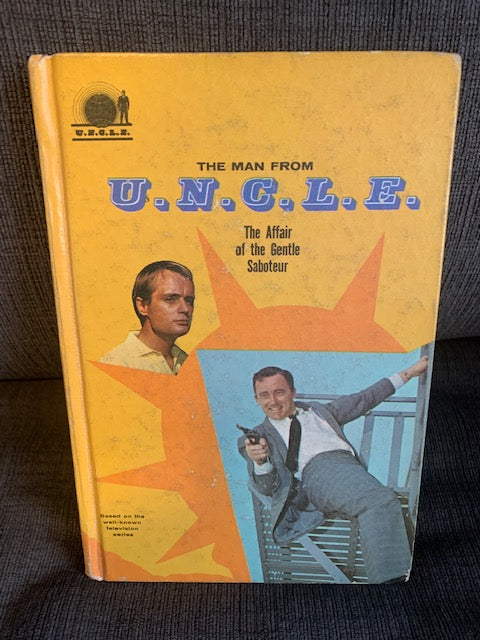 U.N.C.L.E.
THE MAN FROM
U.N.C.L.E.
The Affair
of the Gentle
Saboteur
Based on the
well-known
television
series